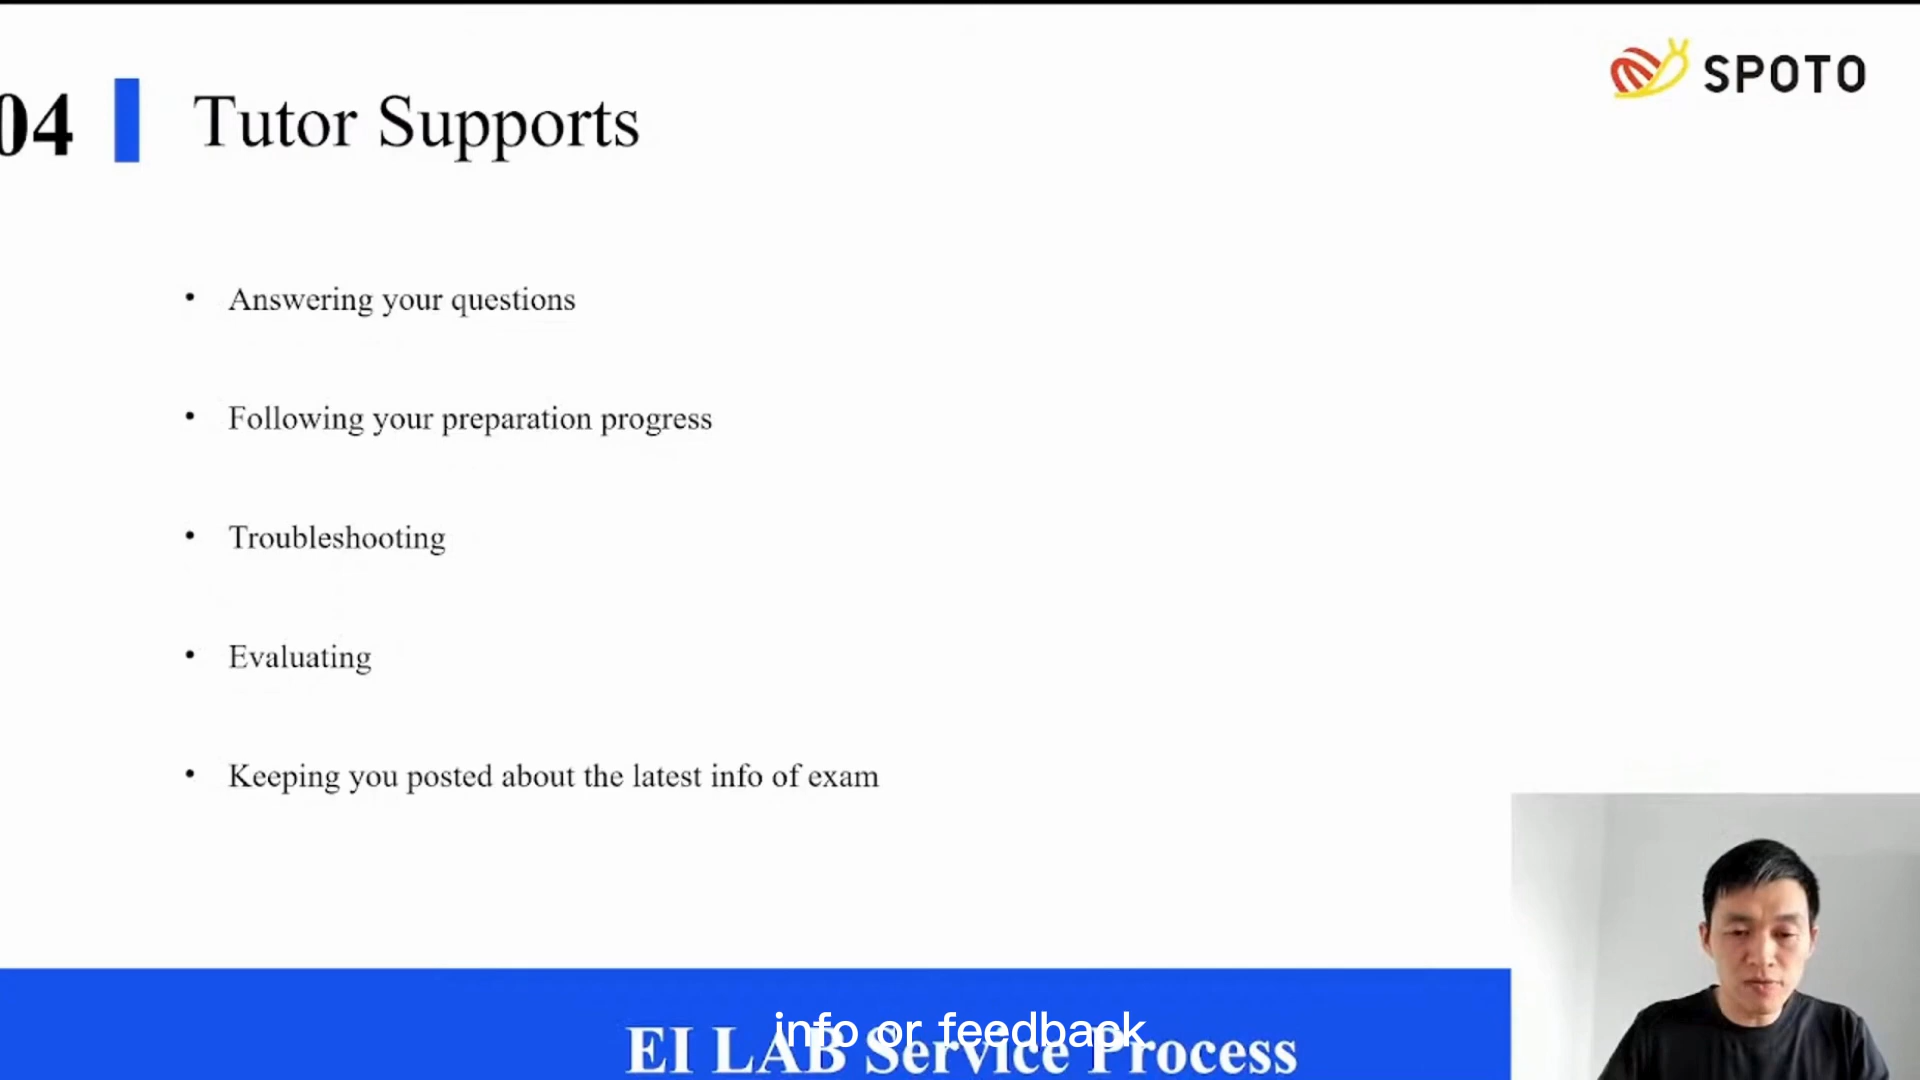 04
Tutor Supports
SPOTO
• Answering your questions
• Following your preparation progress
• Troubleshooting
• Evaluating
• Keeping you posted about the latest info of exam
info or feedback
EI LAB Service Process